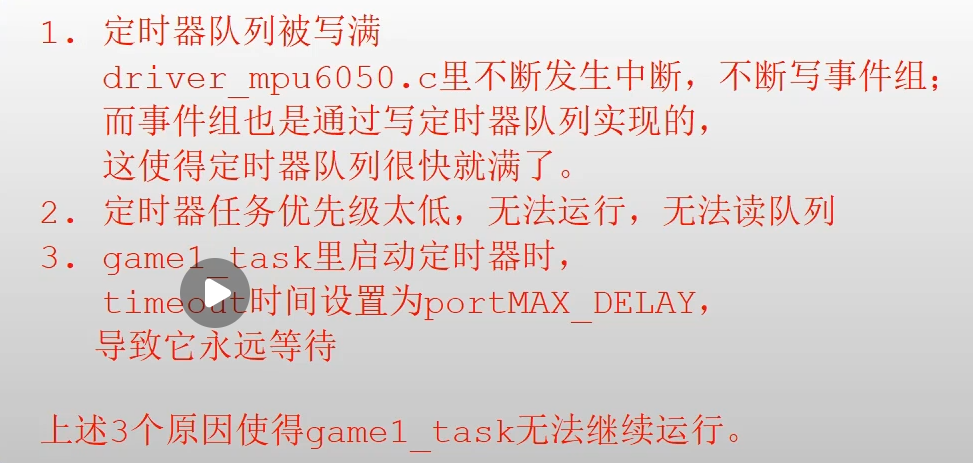 1. 定时器队列被写满
driver_mpu6050.c里不断发生中断，不断写事件组；
而事件组也是通过写定时器队列实现的，
这使得定时器队列很快就满了。
2. 定时器任务优先级太低，无法运行，无法读队列
3. game1_task里启动定时器时，
timeout时间设置为portMAX_DELAY，
导致它永远等待
上述3个原因使得game1_task无法继续运行。